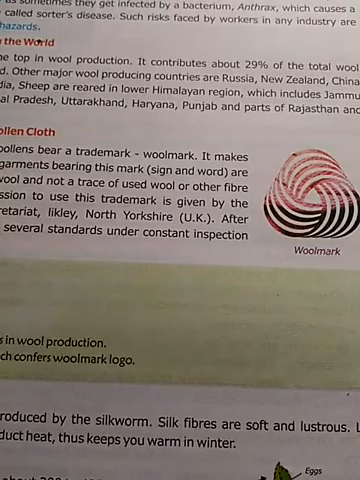 as sometimes they get infected by a bacterium, Anthrax, which causes a
called sorter's disease. Such risks faced by workers in any industry are
hazards.
the World
he top in wool production. It contributes about 29% of the total wool
d. Other major wool producing countries are Russia, New Zealand, China
dia, Sheep are reared in lower Himalayan region, which includes Jammu
al Pradesh, Uttarakhand, Haryana, Punjab and parts of Rajasthan and
ollen Cloth
oollens bear a trademark - woolmark. It makes
garments bearing this mark (sign and word) are
wool and not a trace of used wool or other fibre
ssion to use this trademark is given by the
retariat, Iikley, North Yorkshire (U.K.). After
several standards under constant inspection
Woolmark
s in wool production.
ch confers woolmark logo.
roduced by the silkworm. Silk fibres are soft and lustrous.
duct heat, thus keeps you warm in winter.
Eggs